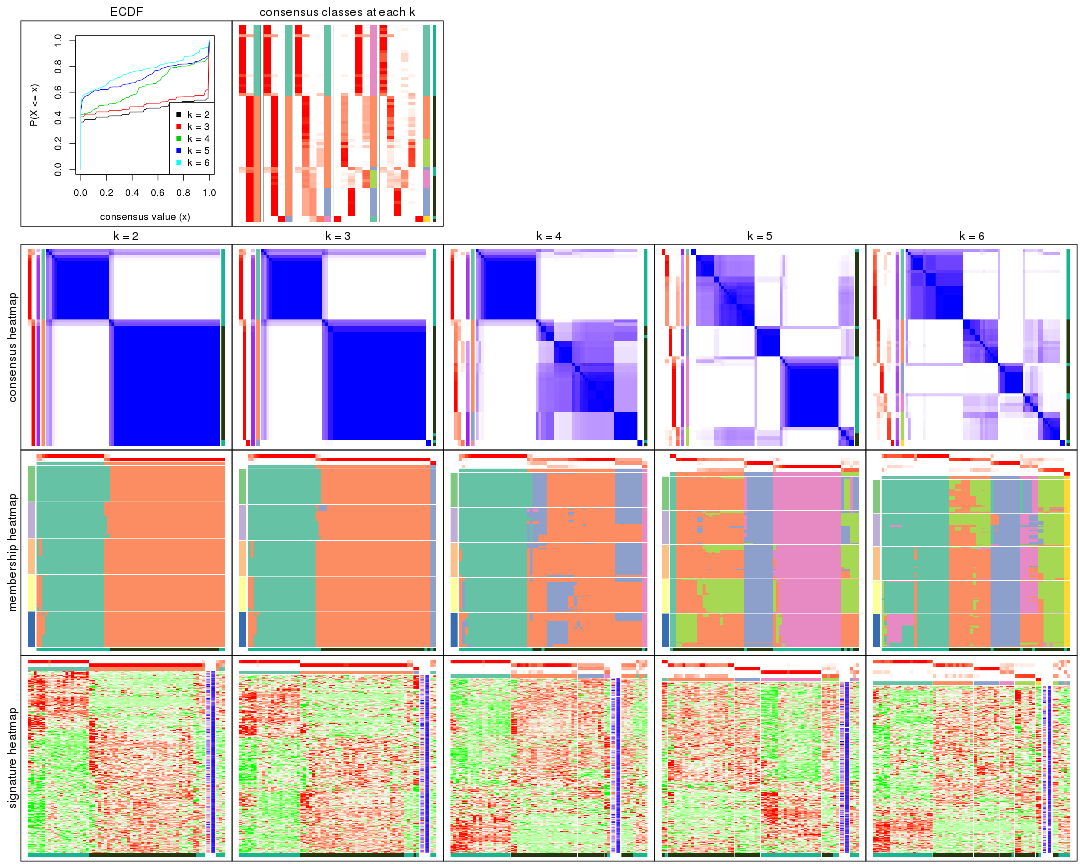 ECDF
consensus classes at each k
P(X <= x)
0.0
0.2
0.4
0.6
0.8
1.0
k = 2
k = 3
k = 4
k = 5
k = 6
0.0 0.2 0.4 0.6 0.8 1.0
consensus value (x)
k = 2
k = 3
k = 4
k = 5
k = 6
consensus heatmap
membership heatmap
signature heatmap